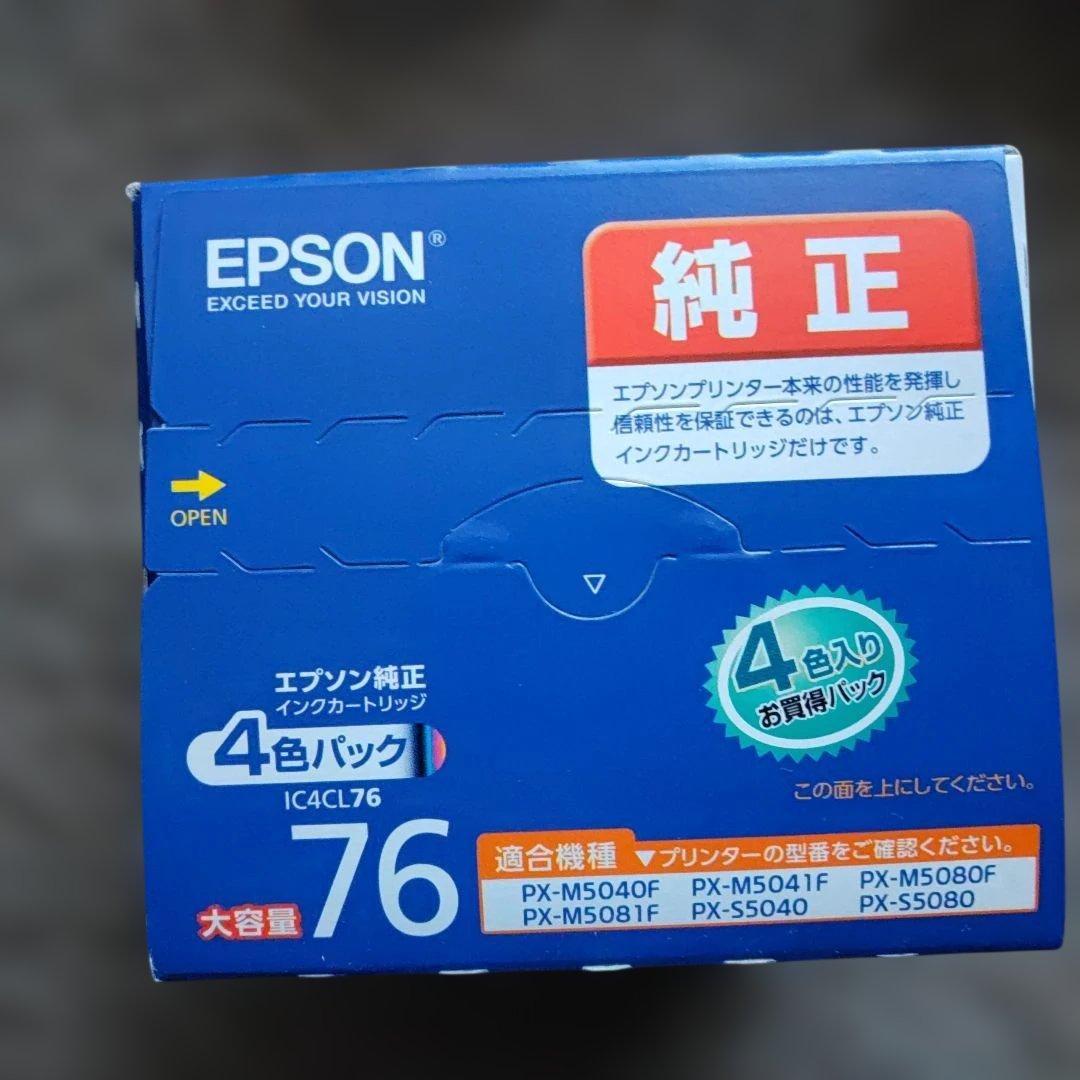 EPSON®
EXCEED YOUR VISION
純正
エプソンプリンター本来の性能を発揮し
信頼性を保証できるのは、エプソン純正
インクカートリッジだけです。
OPEN
4色入り
お買得パック
エプソン純正
インクカートリッジ
4色パック
IC4CL76
大容量 76
この面を上にしてください。
適合機種 ▼プリンターの型番をご確認ください。
PX-M5040F PX-M5041F PX-M5080F
PX-M5081F PX-S5040 PX-S5080